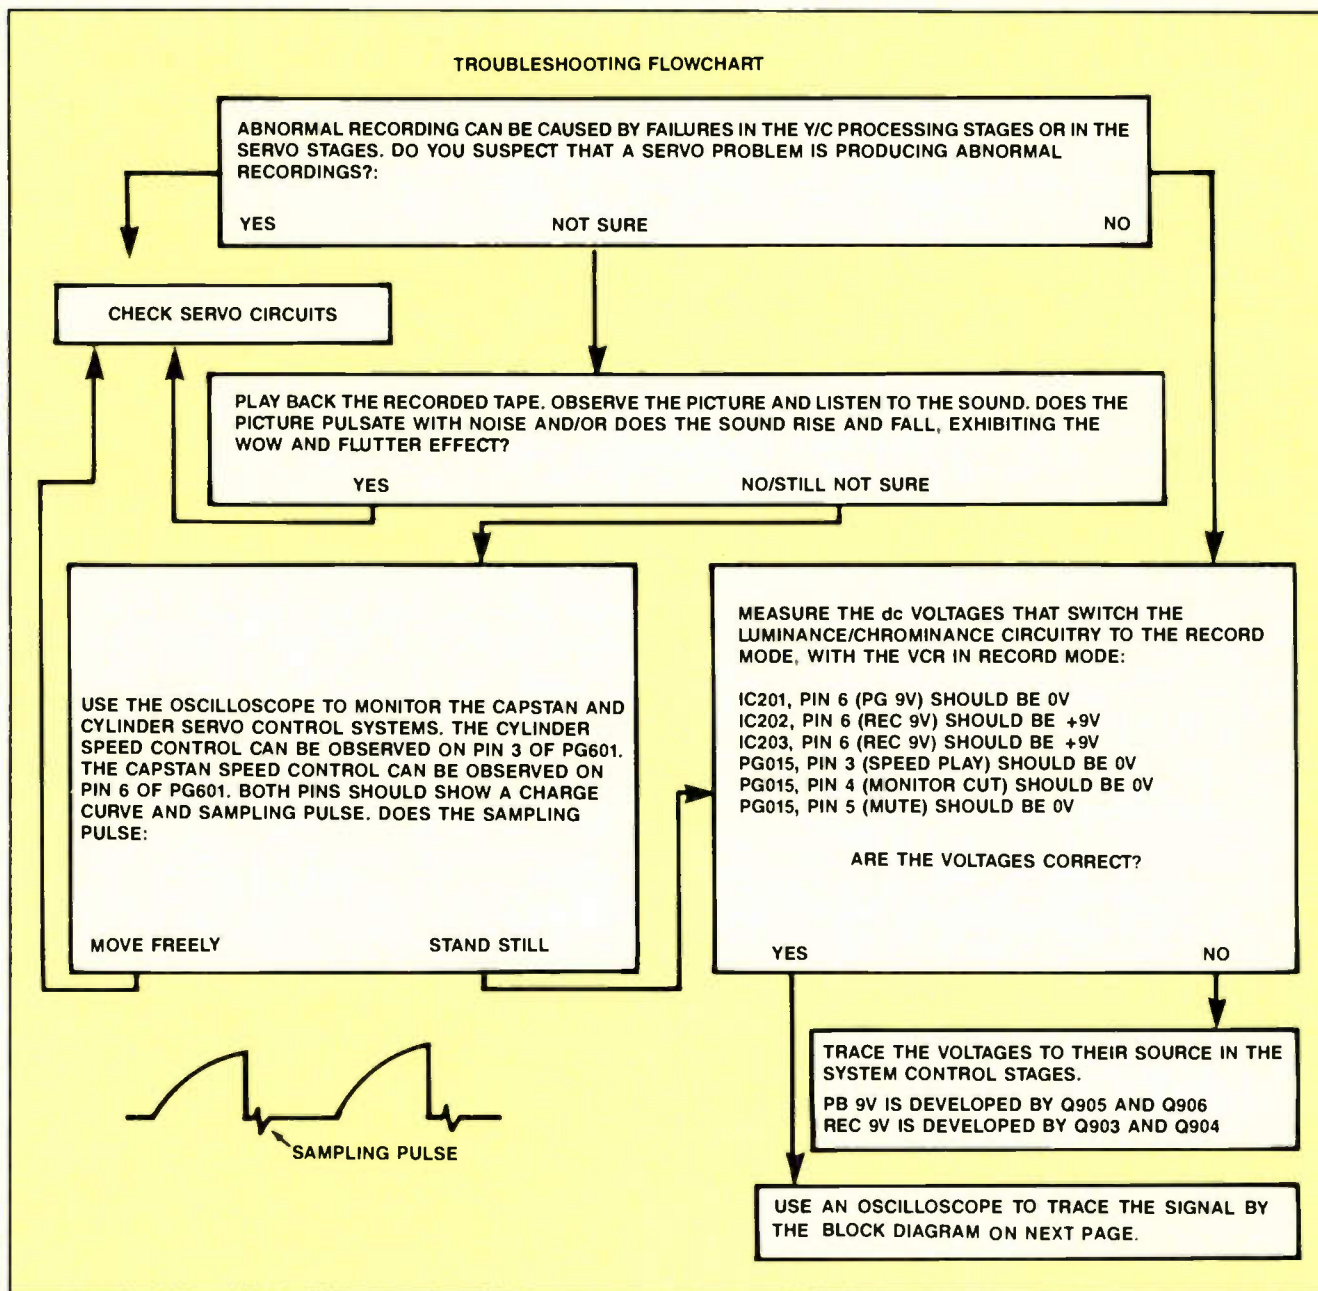 TROUBLESHOOTING FLOWCHART
ABNORMAL RECORDING CAN BE CAUSED BY FAILURES IN THE Y/C PROCESSING STAGES OR IN THE
SERVO STAGES. DO YOU SUSPECT THAT A SERVO PROBLEM IS PRODUCING ABNORMAL
RECORDINGS?:
YES NOT SURE NO
CHECK SERVO CIRCUITS
PLAY BACK THE RECORDED TAPE. OBSERVE THE PICTURE AND LISTEN TO THE SOUND. DOES THE
PICTURE PULSATE WITH NOISE AND/OR DOES THE SOUND RISE AND FALL, EXHIBITING THE
WOW AND FLUTTER EFFECT?
YES NO/STILL NOT SURE
USE THE OSCILLOSCOPE TO MONITOR THE CAPSTAN AND
CYLINDER SERVO CONTROL SYSTEMS. THE CYLINDER
SPEED CONTROL CAN BE OBSERVED ON PIN 3 OF PG601.
THE CAPSTAN SPEED CONTROL CAN BE OBSERVED ON
PIN 6 OF PG601. BOTH PINS SHOULD SHOW A CHARGE
CURVE AND SAMPLING PULSE. DOES THE SAMPLING
PULSE:
MOVE FREELY STAND STILL
MEASURE THE dc VOLTAGES THAT SWITCH THE
LUMINANCE/CHROMINANCE CIRCUITRY TO THE RECORD
MODE, WITH THE VCR IN RECORD MODE:
IC201, PIN 6 (PG 9V) SHOULD BE 0V
IC202, PIN 6 (REC 9V) SHOULD BE +9V
IC203, PIN 6 (REC 9V) SHOULD BE +9V
PG015, PIN 3 (SPEED PLAY) SHOULD BE 0V
PG015, PIN 4 (MONITOR CUT) SHOULD BE 0V
PG015, PIN 5 (MUTE) SHOULD BE 0V
ARE THE VOLTAGES CORRECT?
YES NO
TRACE THE VOLTAGES TO THEIR SOURCE IN THE
SYSTEM CONTROL STAGES.
PB 9V IS DEVELOPED BY Q905 AND Q906
REC 9V IS DEVELOPED BY Q903 AND Q904
SAMPLING PULSE
USE AN OSCILLOSCOPE TO TRACE THE SIGNAL BY
THE BLOCK DIAGRAM ON NEXT PAGE.